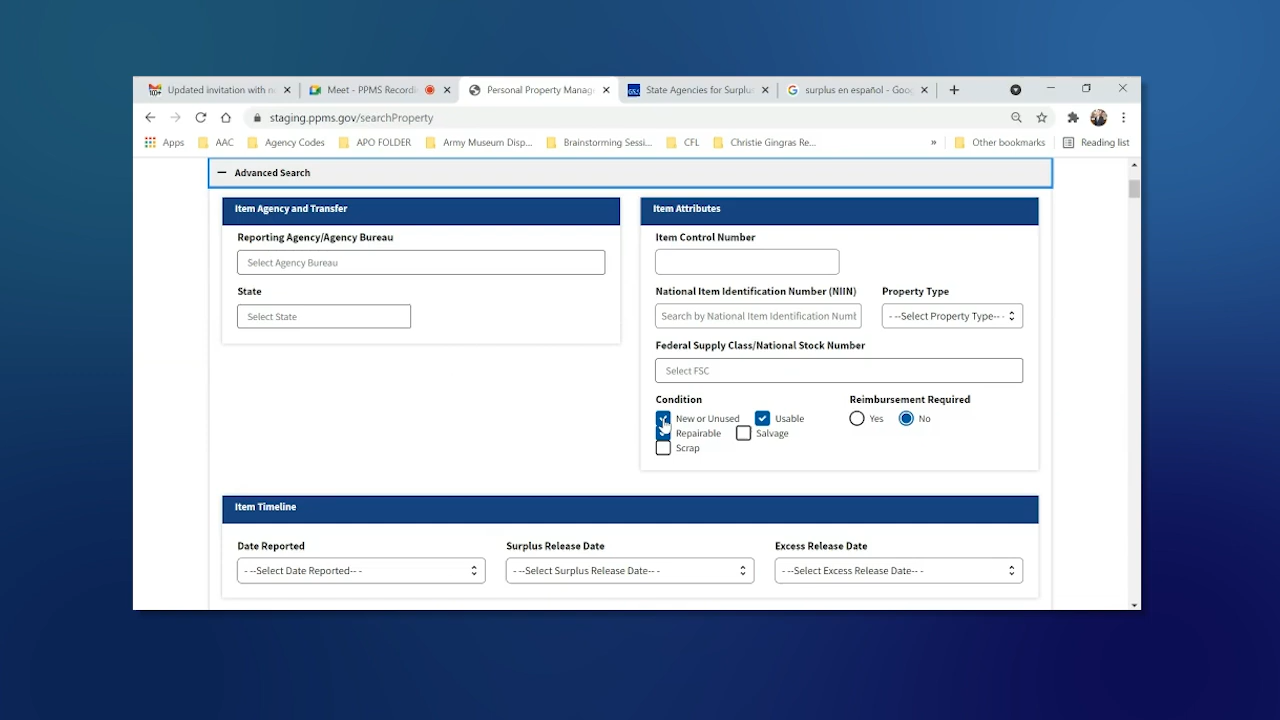 Updated invitation with n
Meet - PPMS Recordi
Personal Property Manag
State Agencies for Surplus
surplus en español - Goog
staging.ppms.gov/searchProperty
Apps
AAC
Agency Codes
APO FOLDER
Army Museum Disp...
Brainstorming Sessi...
CFL
Christie Gingras Re...
»
Other bookmarks
Reading list
Advanced Search
Item Agency and Transfer
Reporting Agency/Agency Bureau
Select Agency Bureau
State
Select State
Item Attributes
Item Control Number
National Item Identification Number (NIIN)
Property Type
Search by National Item Identification Numb
- --Select Property Type-- -
Federal Supply Class/National Stock Number
Select FSC
Condition
Reimbursement Required
New or Unused
Usable
Yes
No
Repairable
Salvage
Scrap
Item Timeline
Date Reported
Surplus Release Date
Excess Release Date
- --Select Date Reported-- -
- --Select Surplus Release Date-- -
- --Select Excess Release Date-- -